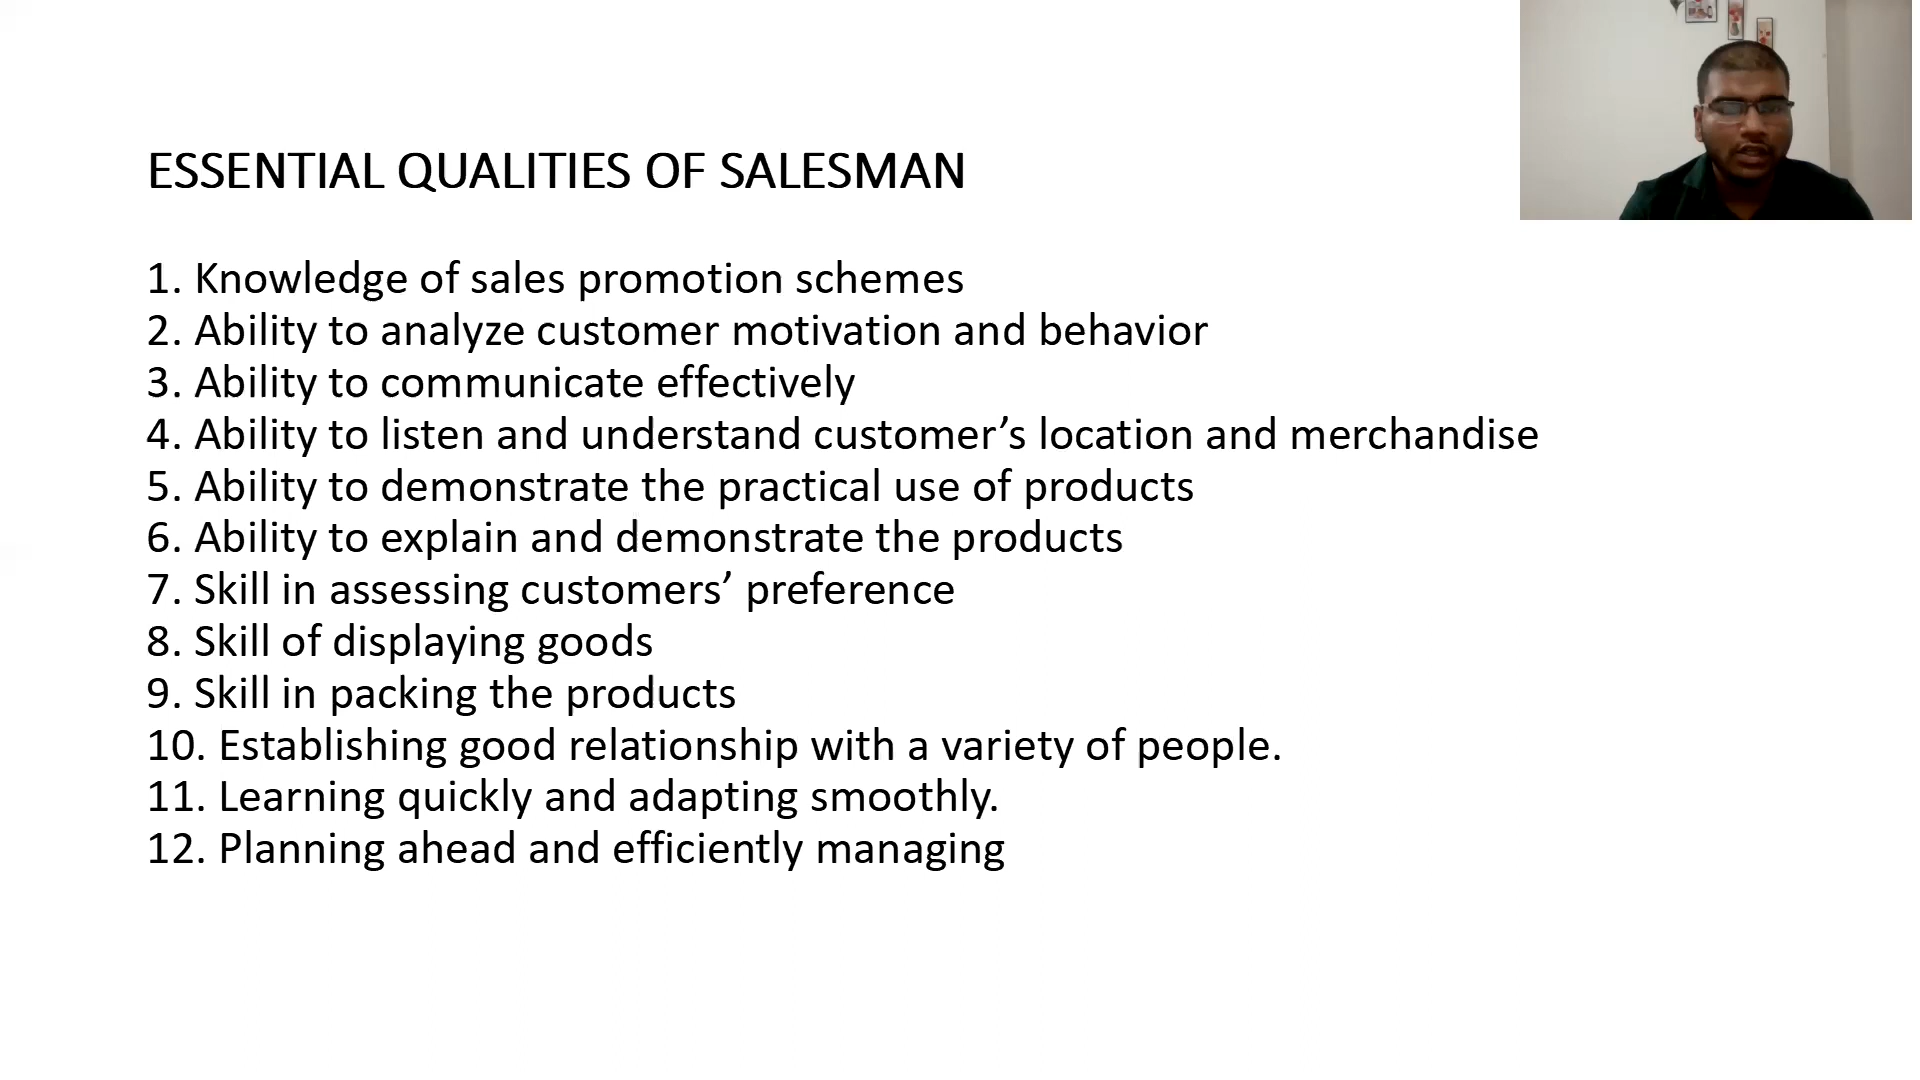 ESSENTIAL QUALITIES OF SALESMAN
1. Knowledge of sales promotion schemes
2. Ability to analyze customer motivation and behavior
3. Ability to communicate effectively
4. Ability to listen and understand customer’s location and merchandise
5. Ability to demonstrate the practical use of products
6. Ability to explain and demonstrate the products
7. Skill in assessing customers’ preference
8. Skill of displaying goods
9. Skill in packing the products
10. Establishing good relationship with a variety of people.
11. Learning quickly and adapting smoothly.
12. Planning ahead and efficiently managing